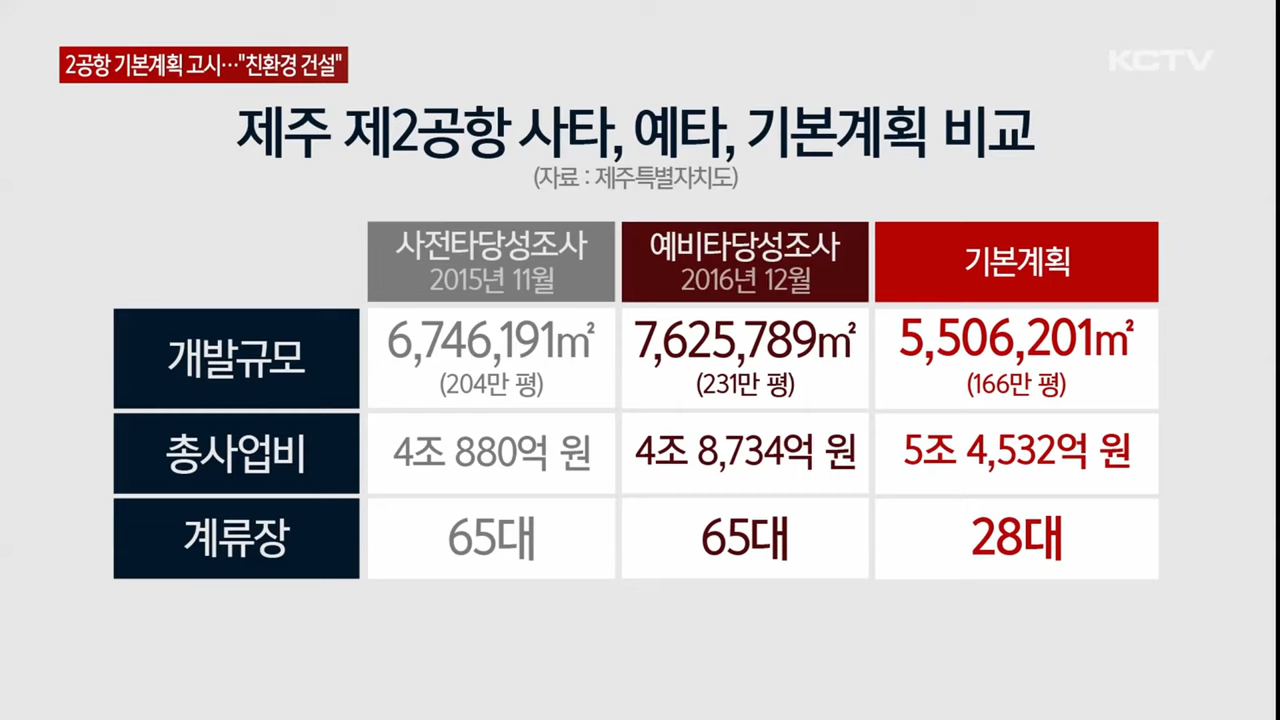 2공항 기본계획 고시…"친환경 건설"
KCTV
제주 제2공항 사타, 예타, 기본계획 비교
(자료 : 제주특별자치도)
사전타당성조사
2015년 11월
예비타당성조사
2016년 12월
기본계획
개발규모
6,746,191㎡
(204만 평)
7,625,789㎡
(231만 평)
5,506,201㎡
(166만 평)
총사업비
4조 880억 원
4조 8,734억 원
5조 4,532억 원
계류장
65대
65대
28대